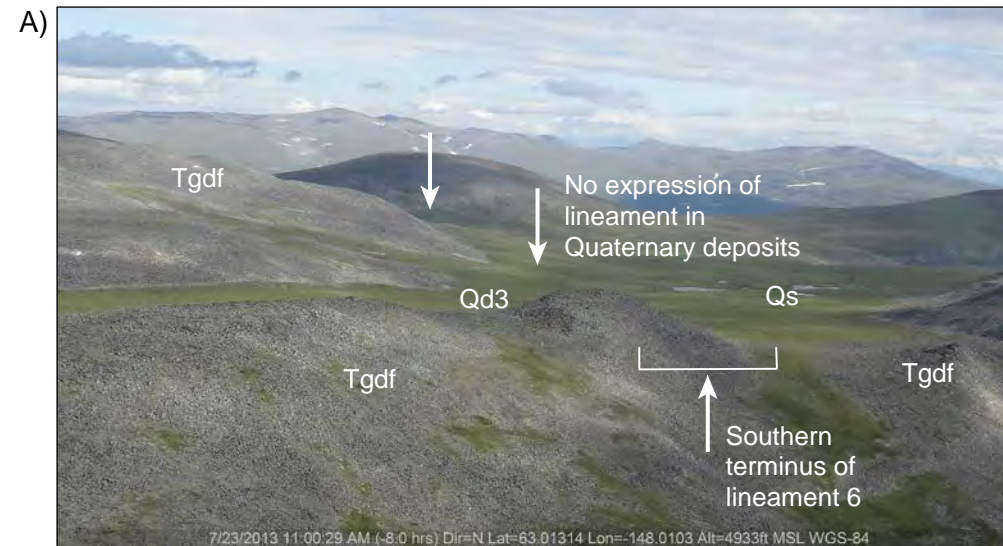 A)
Tgdf
No expression of
lineament in
Quaternary deposits
Qd3
Qs
Tgdf
Tgdf
Southern
terminus of
lineament 6
7/23/2013 11:00:29 AM (-8.0 hrs) Dir=N Lat=63.01314 Lon=-148.0103 Alt=4933ft MSL WGS-84